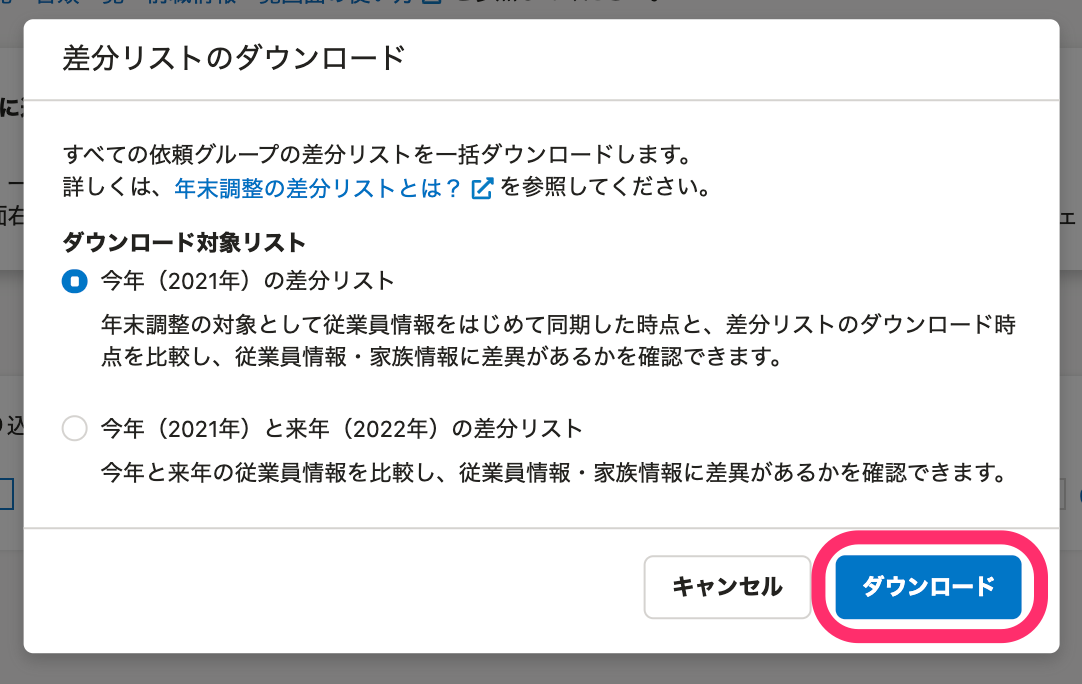 差分リストのダウンロード
すべての依頼グループの差分リストを一括ダウンロードします。
詳しくは、年末調整の差分リストとは？を参照してください。
ダウンロード対象リスト
今年（2021年）の差分リスト
年末調整の対象として従業員情報をはじめて同期した時点と、差分リストのダウンロード時
点を比較し、従業員情報・家族情報に差異があるかを確認できます。
今年（2021年）と来年（2022年）の差分リスト
今年と来年の従業員情報を比較し、従業員情報・家族情報に差異があるかを確認できます。
キャンセル
ダウンロード